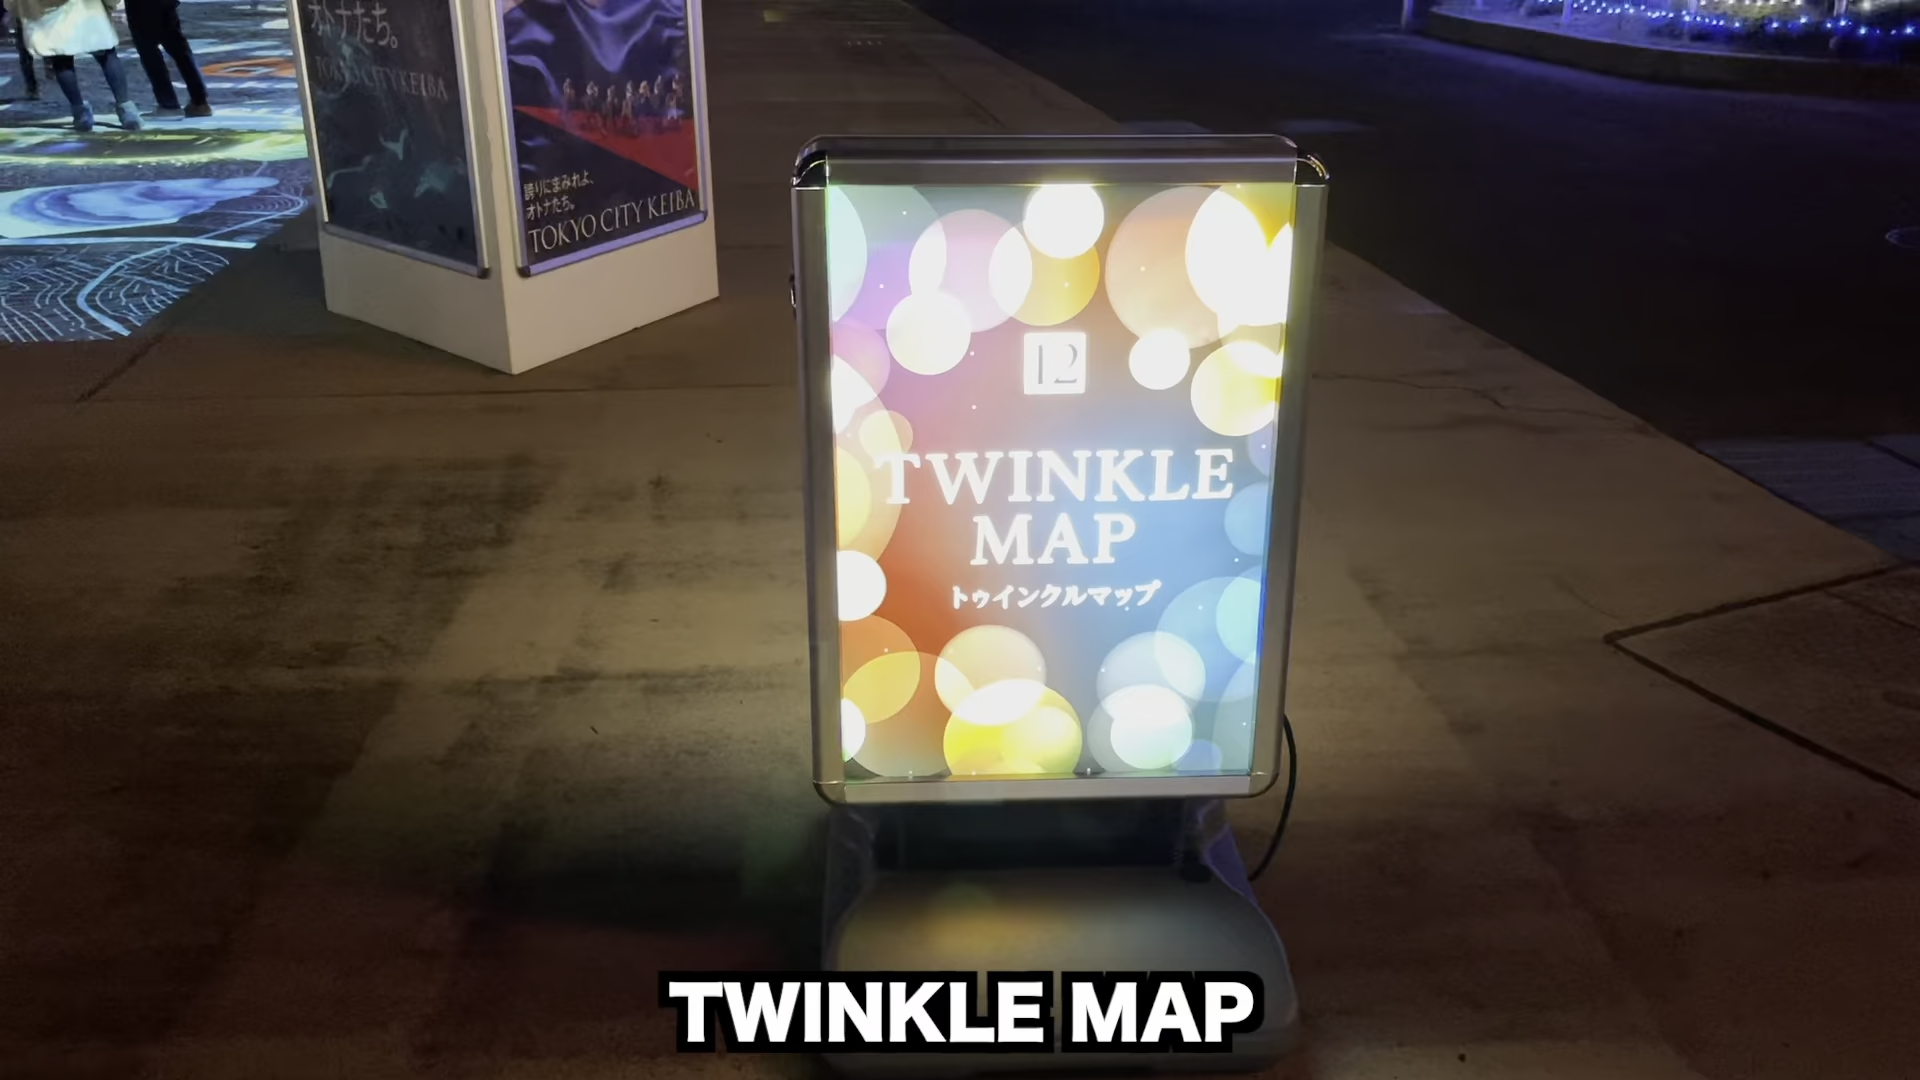 オトナたち。
TOKYO CITY KEIBA
誇りにまみれよ、
オトナたち。
TOKYO CITY KEIBA
12
TWINKLE
MAP
トゥインクルマップ
TWINKLE MAP